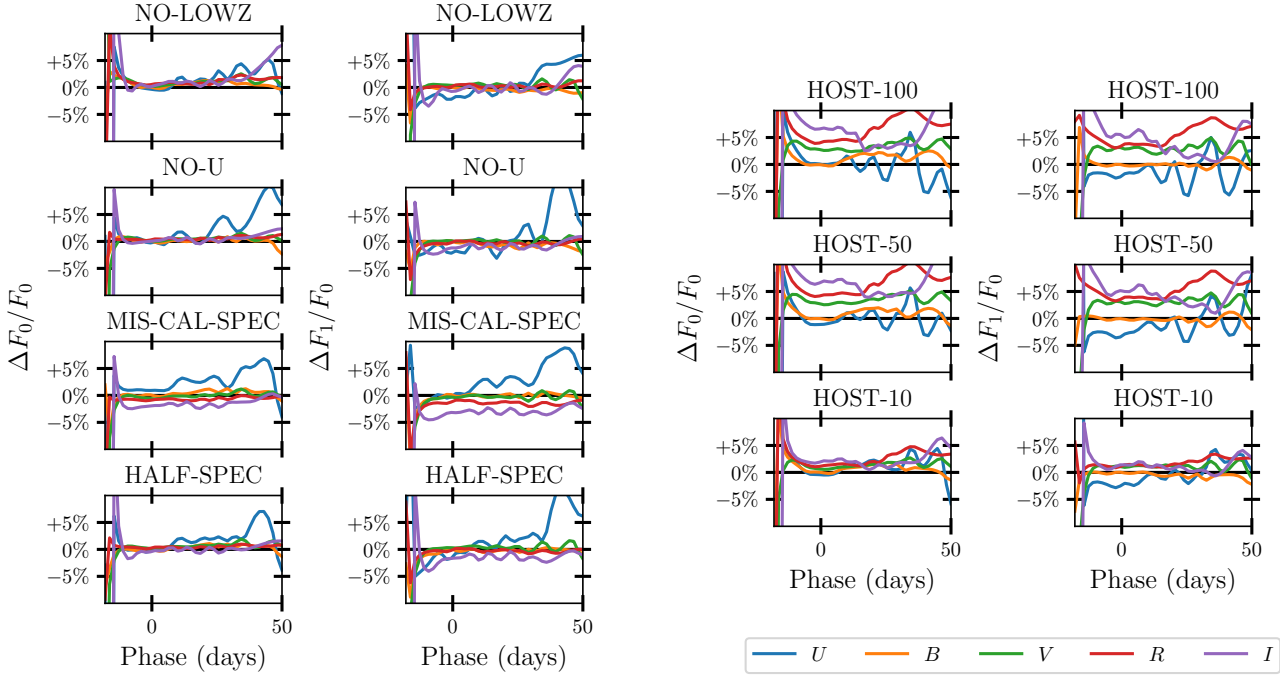 NO-LOWZ
NO-LOWZ
+5%
0%
−5%
+5%
0%
−5%
NO-U
NO-U
+5%
0%
−5%
+5%
0%
−5%
MIS-CAL-SPEC
MIS-CAL-SPEC
+5%
0%
−5%
+5%
0%
−5%
HALF-SPEC
HALF-SPEC
+5%
0%
−5%
+5%
0%
−5%
0 50
0 50
Phase (days)
Phase (days)
ΔF₀/F₀
ΔF₁/F₀
HOST-100
HOST-100
+5%
0%
−5%
+5%
0%
−5%
HOST-50
HOST-50
+5%
0%
−5%
+5%
0%
−5%
HOST-10
HOST-10
+5%
0%
−5%
+5%
0%
−5%
0 50
0 50
Phase (days)
Phase (days)
ΔF₀/F₀
ΔF₁/F₀
U B V R I